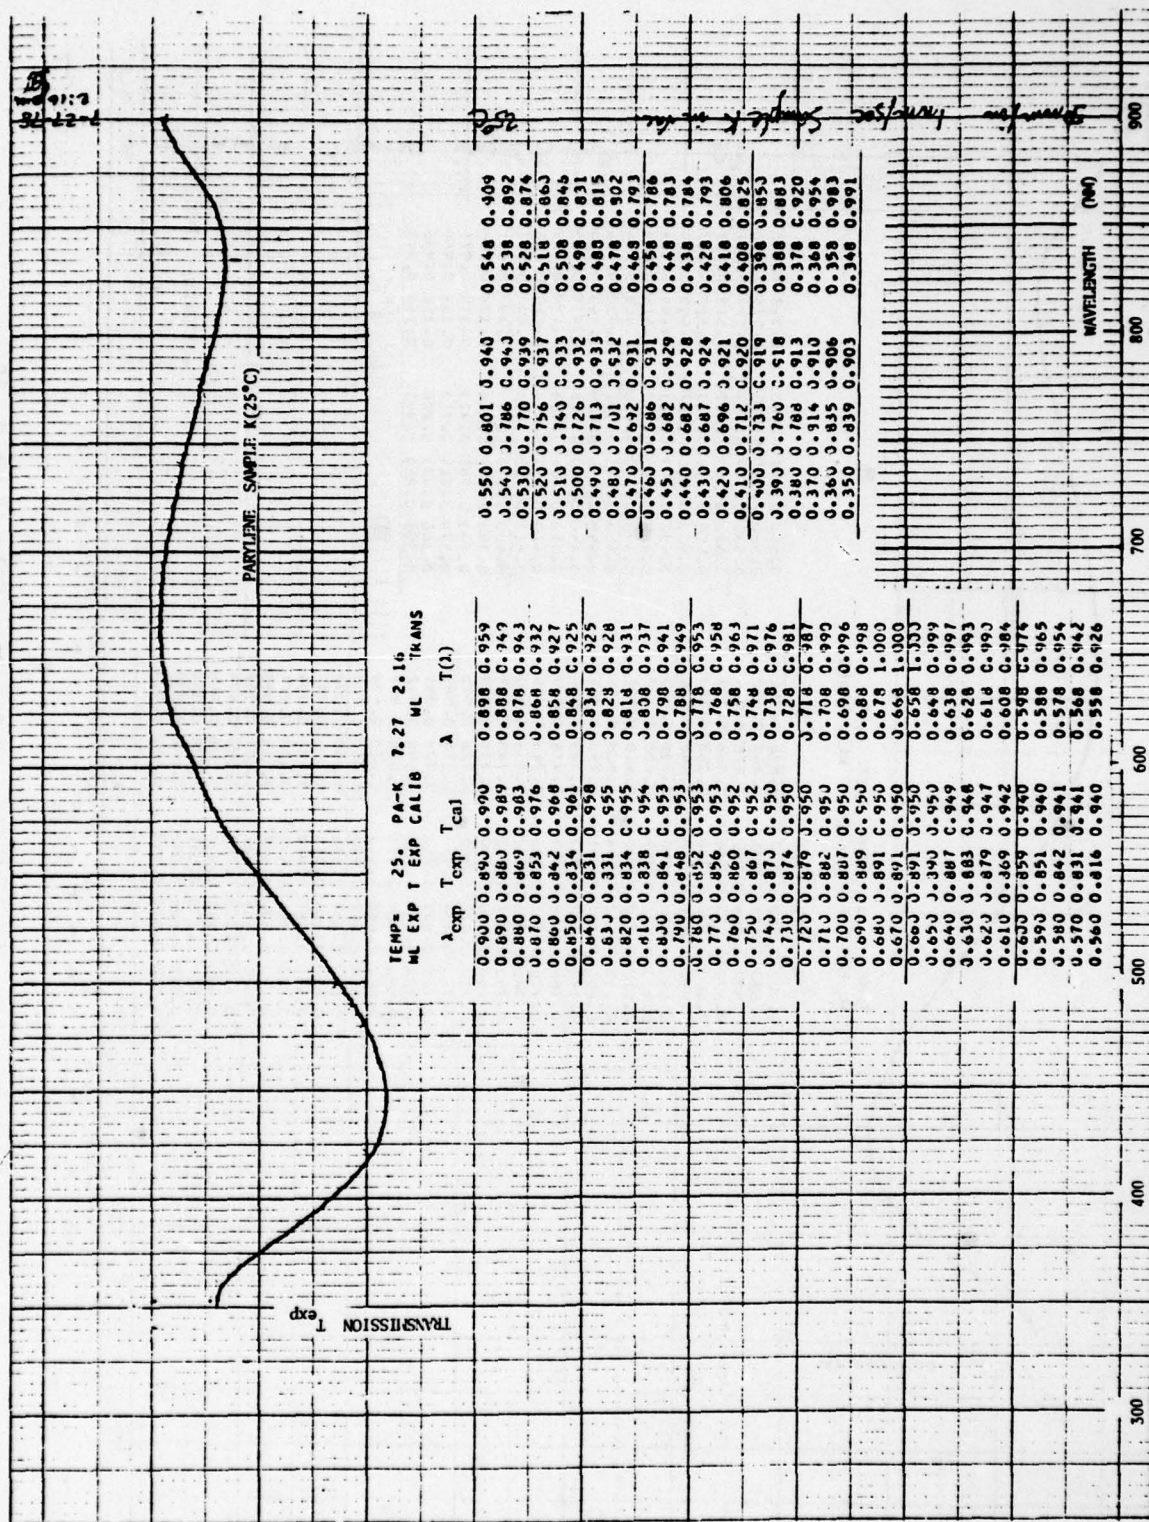 7-27-78
2:16 pm
25°C
Sample K in vac
1 nm/sec
50 nm/in
PARYLENE SAMPLE K(25°C)
TRANSMISSION T exp
TEMP= 25. PA-K 7.27 2.16
WL EXP T EXP CALIB WL TRANS
λexp Texp Tcal λ T(λ)
0.900 0.890 0.990 0.898 0.959
0.890 0.880 0.989 0.888 0.949
0.880 0.869 0.983 0.878 0.943
0.870 0.853 0.976 0.868 0.932
0.860 0.842 0.968 0.858 0.927
0.850 0.834 0.961 0.848 0.925
0.840 0.831 0.958 0.838 0.925
0.830 0.831 0.955 0.828 0.928
0.820 0.834 0.955 0.818 0.931
0.810 0.838 0.954 0.808 0.937
0.800 0.841 0.953 0.798 0.941
0.790 0.848 0.953 0.788 0.949
0.780 0.852 0.953 0.778 0.953
0.770 0.856 0.953 0.768 0.958
0.760 0.860 0.952 0.758 0.963
0.750 0.867 0.952 0.748 0.971
0.740 0.870 0.950 0.738 0.976
0.730 0.874 0.950 0.728 0.981
0.720 0.879 0.950 0.718 0.987
0.710 0.882 0.950 0.708 0.990
0.700 0.887 0.950 0.698 0.996
0.690 0.889 0.950 0.688 0.998
0.680 0.891 0.950 0.678 1.000
0.670 0.891 0.950 0.668 1.000
0.660 0.891 0.950 0.658 1.000
0.650 0.890 0.950 0.648 0.999
0.640 0.887 0.949 0.638 0.997
0.630 0.883 0.948 0.628 0.993
0.620 0.879 0.947 0.618 0.990
0.610 0.869 0.942 0.608 0.984
0.600 0.859 0.940 0.598 0.974
0.590 0.851 0.940 0.588 0.965
0.580 0.842 0.941 0.578 0.954
0.570 0.831 0.941 0.568 0.942
0.560 0.816 0.940 0.558 0.926
0.550 0.801 0.940 0.548 0.909
0.540 0.786 0.940 0.538 0.892
0.530 0.770 0.939 0.528 0.874
0.520 0.756 0.937 0.518 0.860
0.510 0.740 0.933 0.508 0.846
0.500 0.726 0.932 0.498 0.831
0.490 0.713 0.933 0.488 0.815
0.480 0.701 0.932 0.478 0.902
0.470 0.692 0.931 0.468 0.793
0.460 0.686 0.931 0.458 0.786
0.450 0.682 0.929 0.448 0.783
0.440 0.682 0.928 0.438 0.784
0.430 0.687 0.924 0.428 0.793
0.420 0.696 0.921 0.418 0.806
0.410 0.712 0.920 0.408 0.825
0.400 0.733 0.919 0.398 0.850
0.390 0.760 0.918 0.388 0.883
0.380 0.788 0.913 0.378 0.920
0.370 0.914 0.910 0.368 0.954
0.360 0.835 0.906 0.358 0.983
0.350 0.839 0.903 0.348 0.991
300 400 500 600 700 800 900
WAVELENGTH (NM)